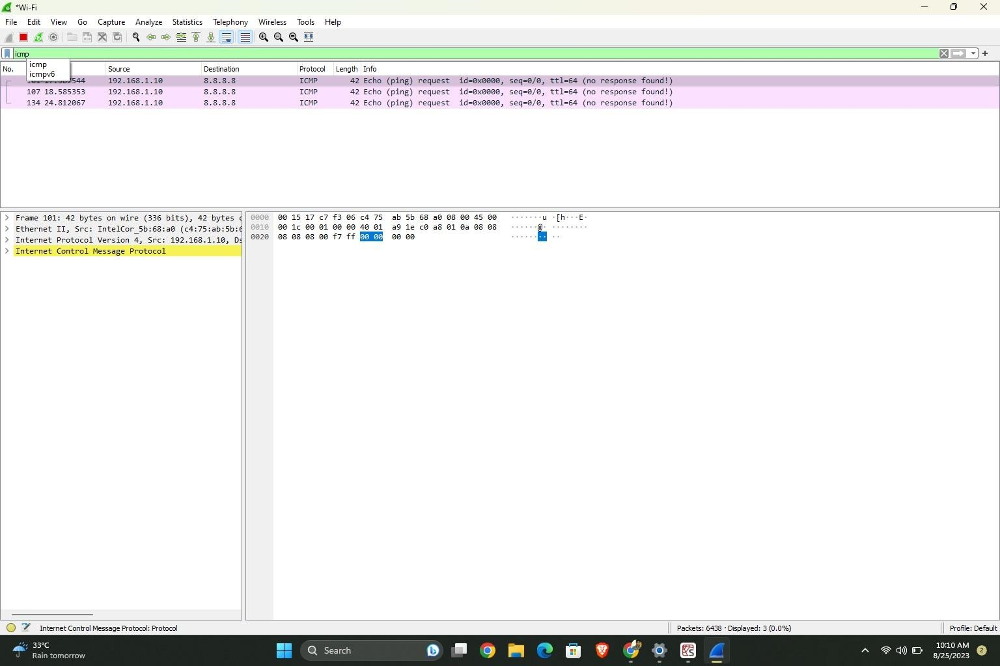 *Wi-Fi
File Edit View Go Capture Analyze Statistics Telephony Wireless Tools Help
icmp
icmp
icmpv6
No. Source Destination Protocol Length Info
192.168.1.10 8.8.8.8 ICMP 42 Echo (ping) request id=0x0000, seq=0/0, ttl=64 (no response found!)
107 18.585353 192.168.1.10 8.8.8.8 ICMP 42 Echo (ping) request id=0x0000, seq=0/0, ttl=64 (no response found!)
134 24.812067 192.168.1.10 8.8.8.8 ICMP 42 Echo (ping) request id=0x0000, seq=0/0, ttl=64 (no response found!)
Frame 101: 42 bytes on wire (336 bits), 42 bytes
Ethernet II, Src: IntelCor_5b:68:a0 (c4:75:ab:5b:6
Internet Protocol Version 4, Src: 192.168.1.10, Ds
Internet Control Message Protocol
0000 00 15 17 c7 f3 06 c4 75 ab 5b 68 a0 08 00 45 00 ·······u ·[h···E·
0010 00 1c 00 01 00 00 40 01 a9 1e c0 a8 01 0a 08 08 ······@· ········
0020 08 08 08 00 f7 ff 00 00 00 00 ········ ··
Internet Control Message Protocol: Protocol
Packets: 6438 · Displayed: 3 (0.0%)
Profile: Default
33°C
Rain tomorrow
Search
10:10 AM
8/25/2023
2